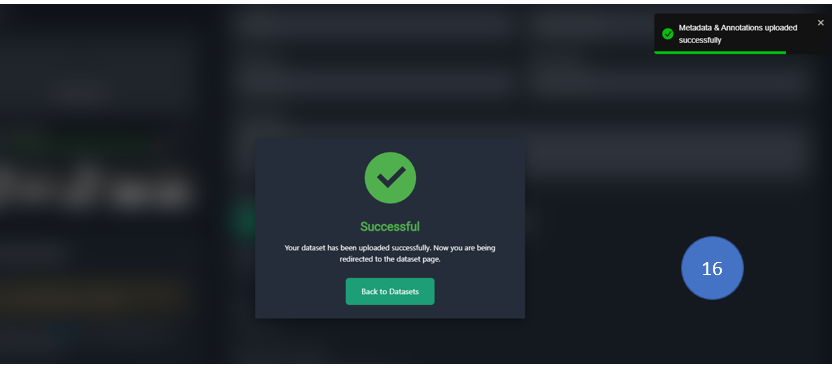 Metadata & Annotations uploaded
successfully
Successful
Your dataset has been uploaded successfully. Now you are being
redirected to the dataset page.
Back to Datasets
16